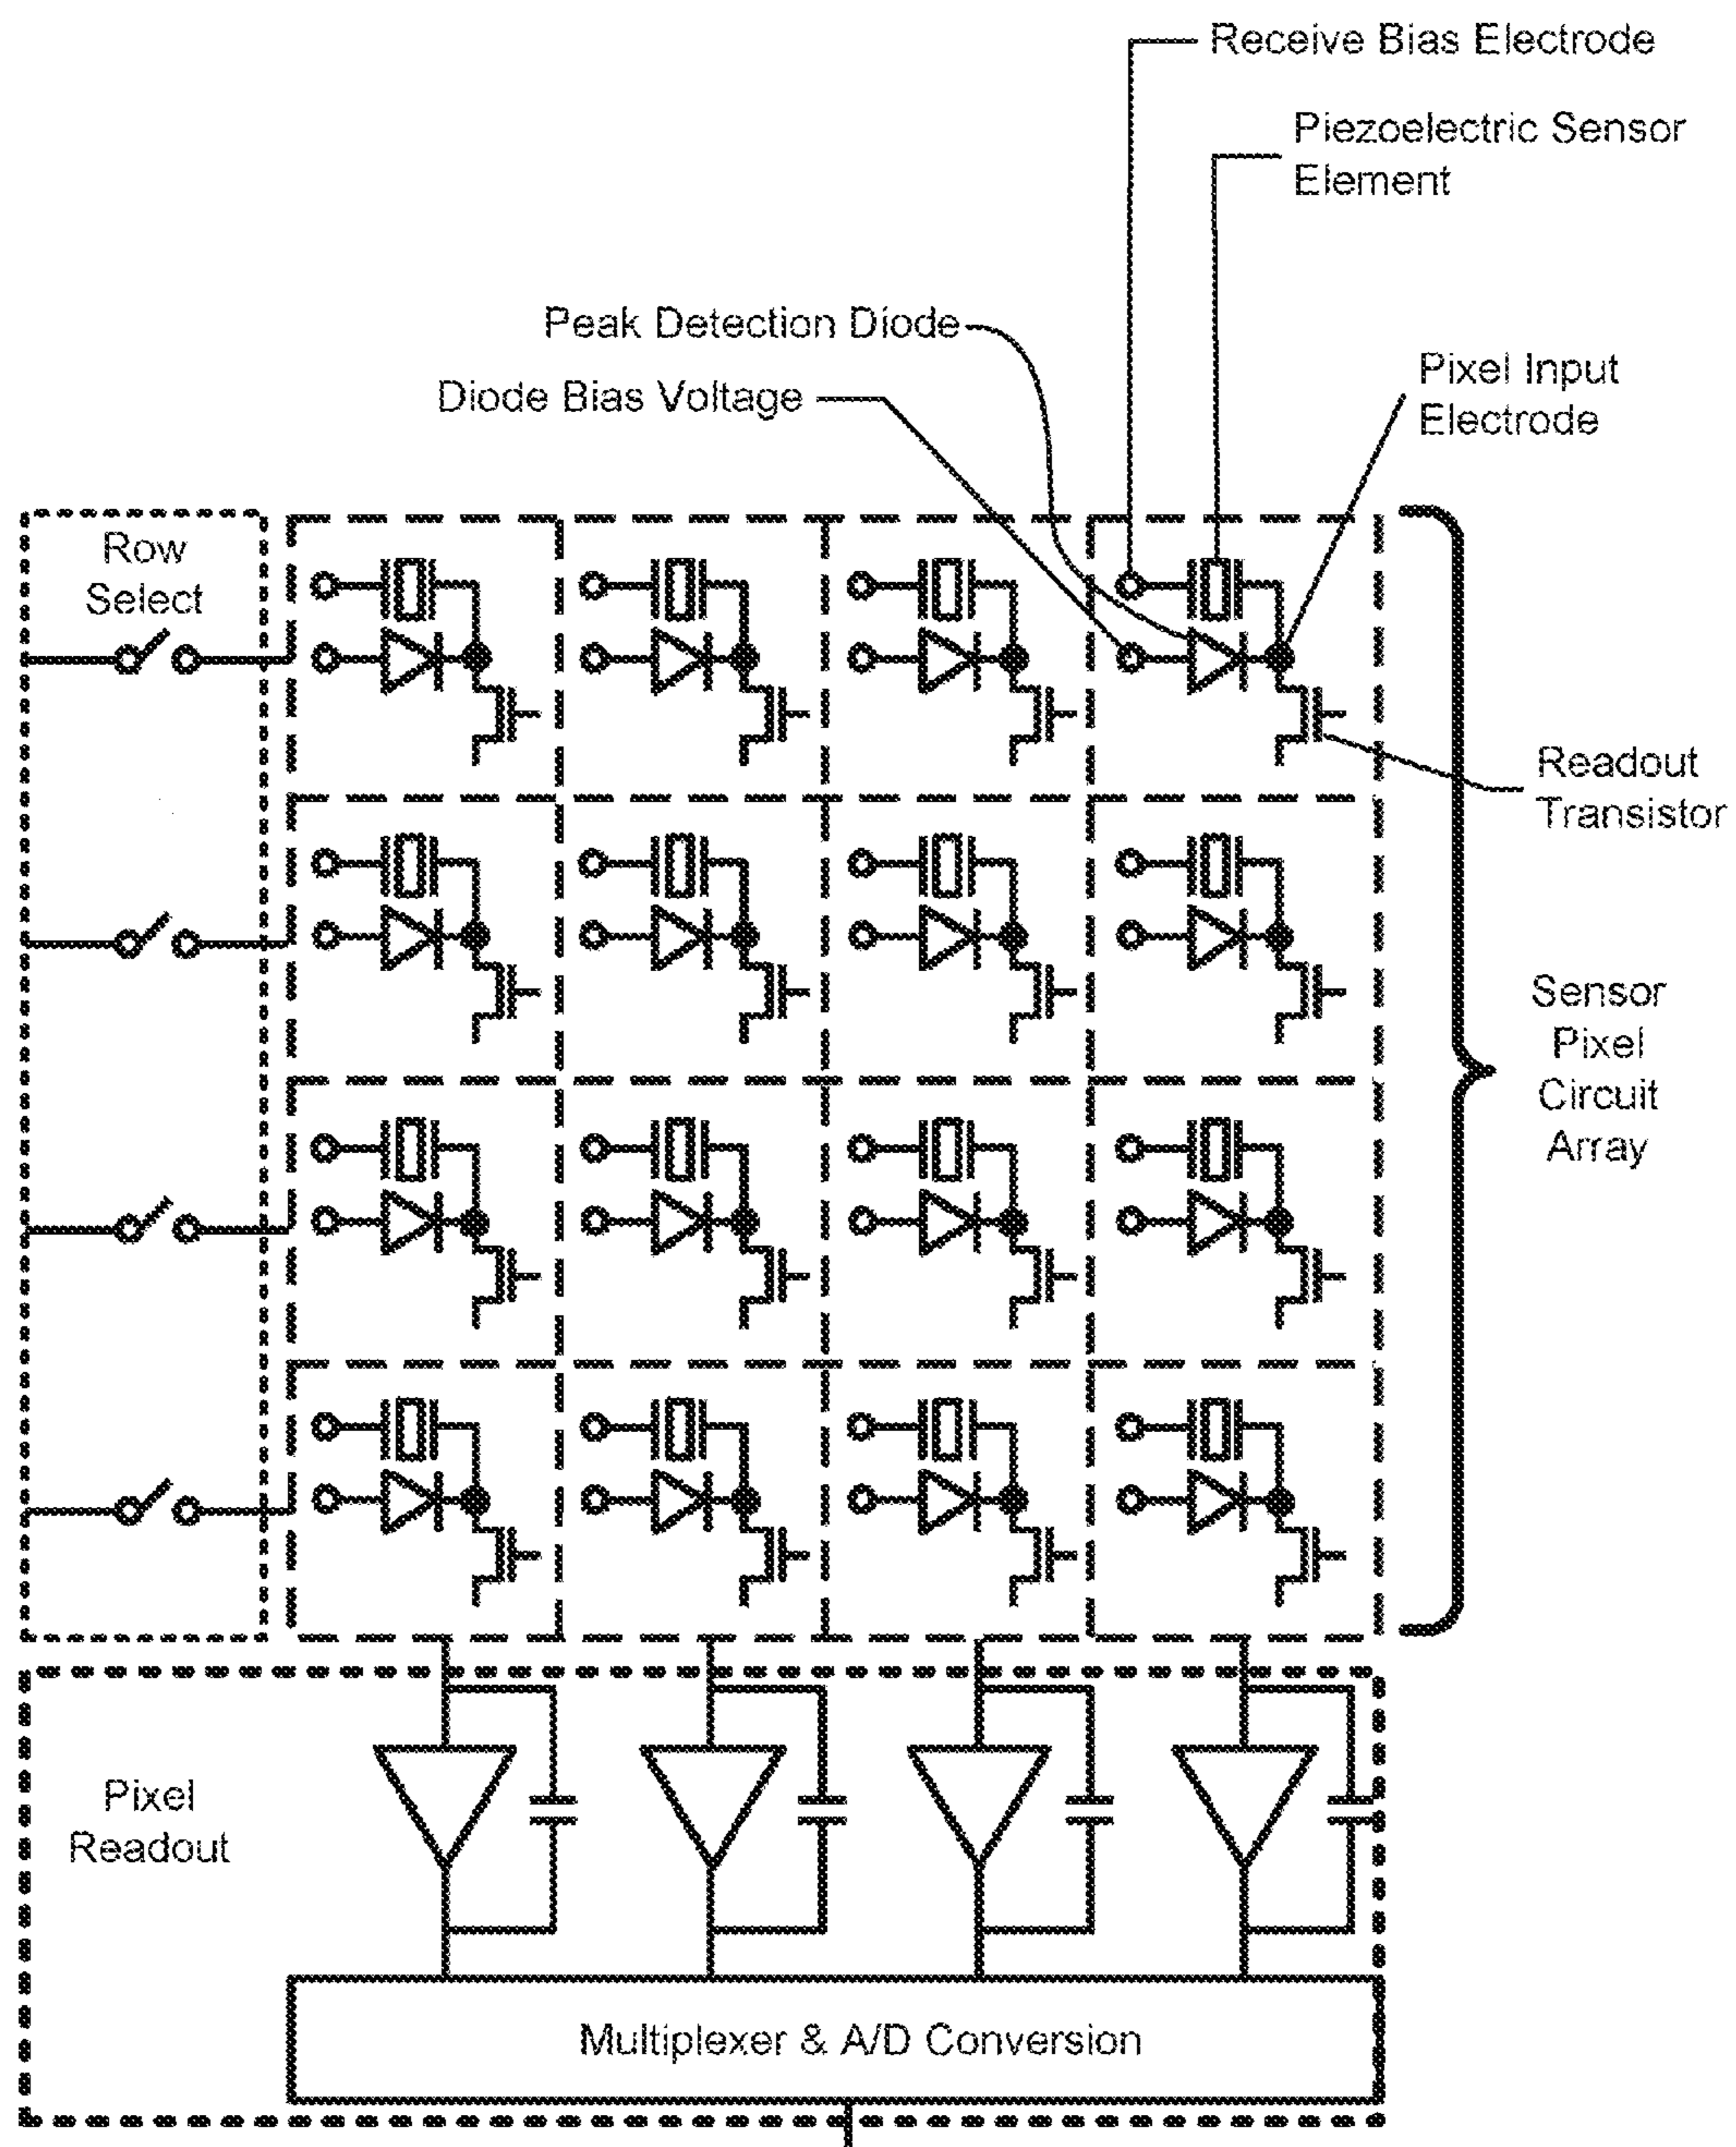 Receive Bias Electrode
Piezoelectric Sensor
Element
Peak Detection Diode
Diode Bias Voltage
Pixel Input
Electrode
Row
Select
Readout
Transistor
Sensor
Pixel
Circuit
Array
Pixel
Readout
Multiplexer & A/D Conversion